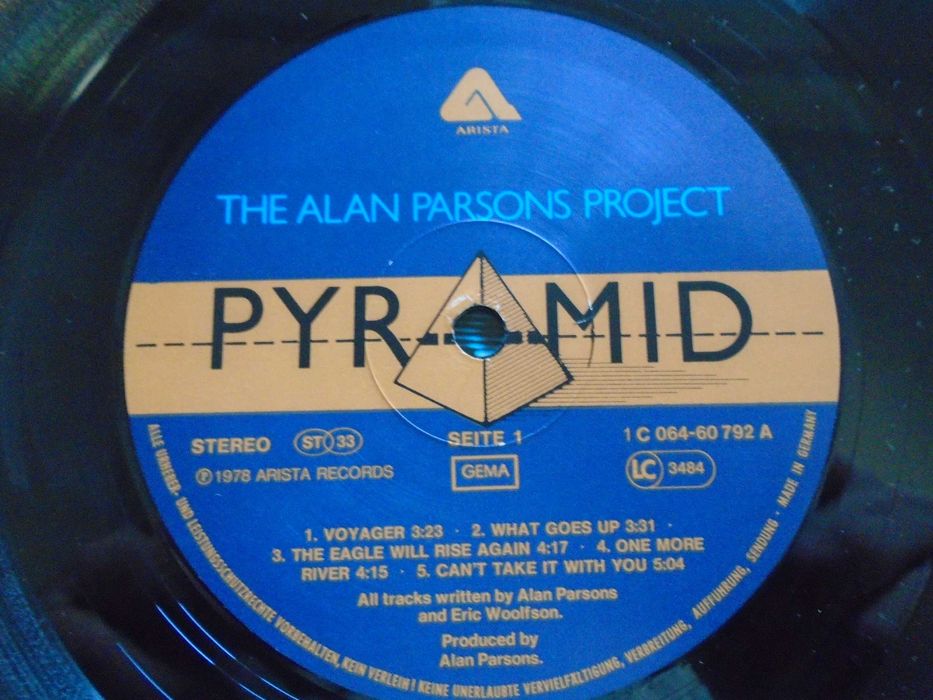 ARISTA
THE ALAN PARSONS PROJECT
PYRAMID
STEREO ST 33 SEITE 1 1 C 064-60 792 A
Ⓟ 1978 ARISTA RECORDS GEMA LC 3484
1. VOYAGER 3:23 · 2. WHAT GOES UP 3:31 ·
3. THE EAGLE WILL RISE AGAIN 4:17 · 4. ONE MORE
RIVER 4:15 · 5. CAN'T TAKE IT WITH YOU 5:04
All tracks written by Alan Parsons
and Eric Woolfson.
Produced by
Alan Parsons.
ALLE URHEBER- UND LEISTUNGSSCHUTZRECHTE VORBEHALTEN, KEIN VERLEIH! KEINE UNERLAUBTE VERVIELFÄLTIGUNG, VERBREITUNG, AUFFÜHRUNG, SENDUNG · MADE IN GERMANY